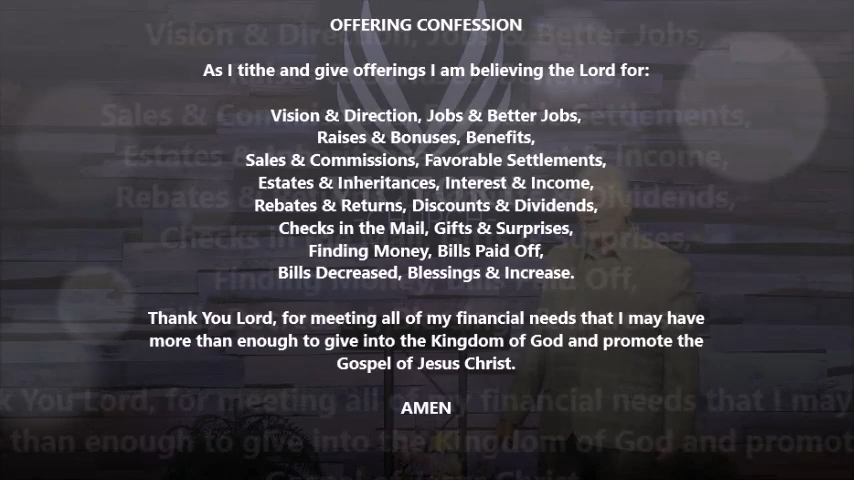 OFFERING CONFESSION
As I tithe and give offerings I am believing the Lord for:
Vision & Direction, Jobs & Better Jobs,
Raises & Bonuses, Benefits,
Sales & Commissions, Favorable Settlements,
Estates & Inheritances, Interest & Income,
Rebates & Returns, Discounts & Dividends,
Checks in the Mail, Gifts & Surprises,
Finding Money, Bills Paid Off,
Bills Decreased, Blessings & Increase.
Thank You Lord, for meeting all of my financial needs that I may have
more than enough to give into the Kingdom of God and promote the
Gospel of Jesus Christ.
AMEN